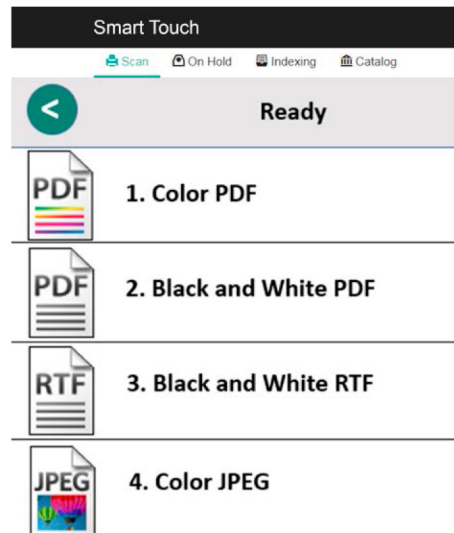 Smart Touch
Scan On Hold Indexing Catalog
< Ready
PDF 1. Color PDF
PDF 2. Black and White PDF
RTF 3. Black and White RTF
JPEG 4. Color JPEG